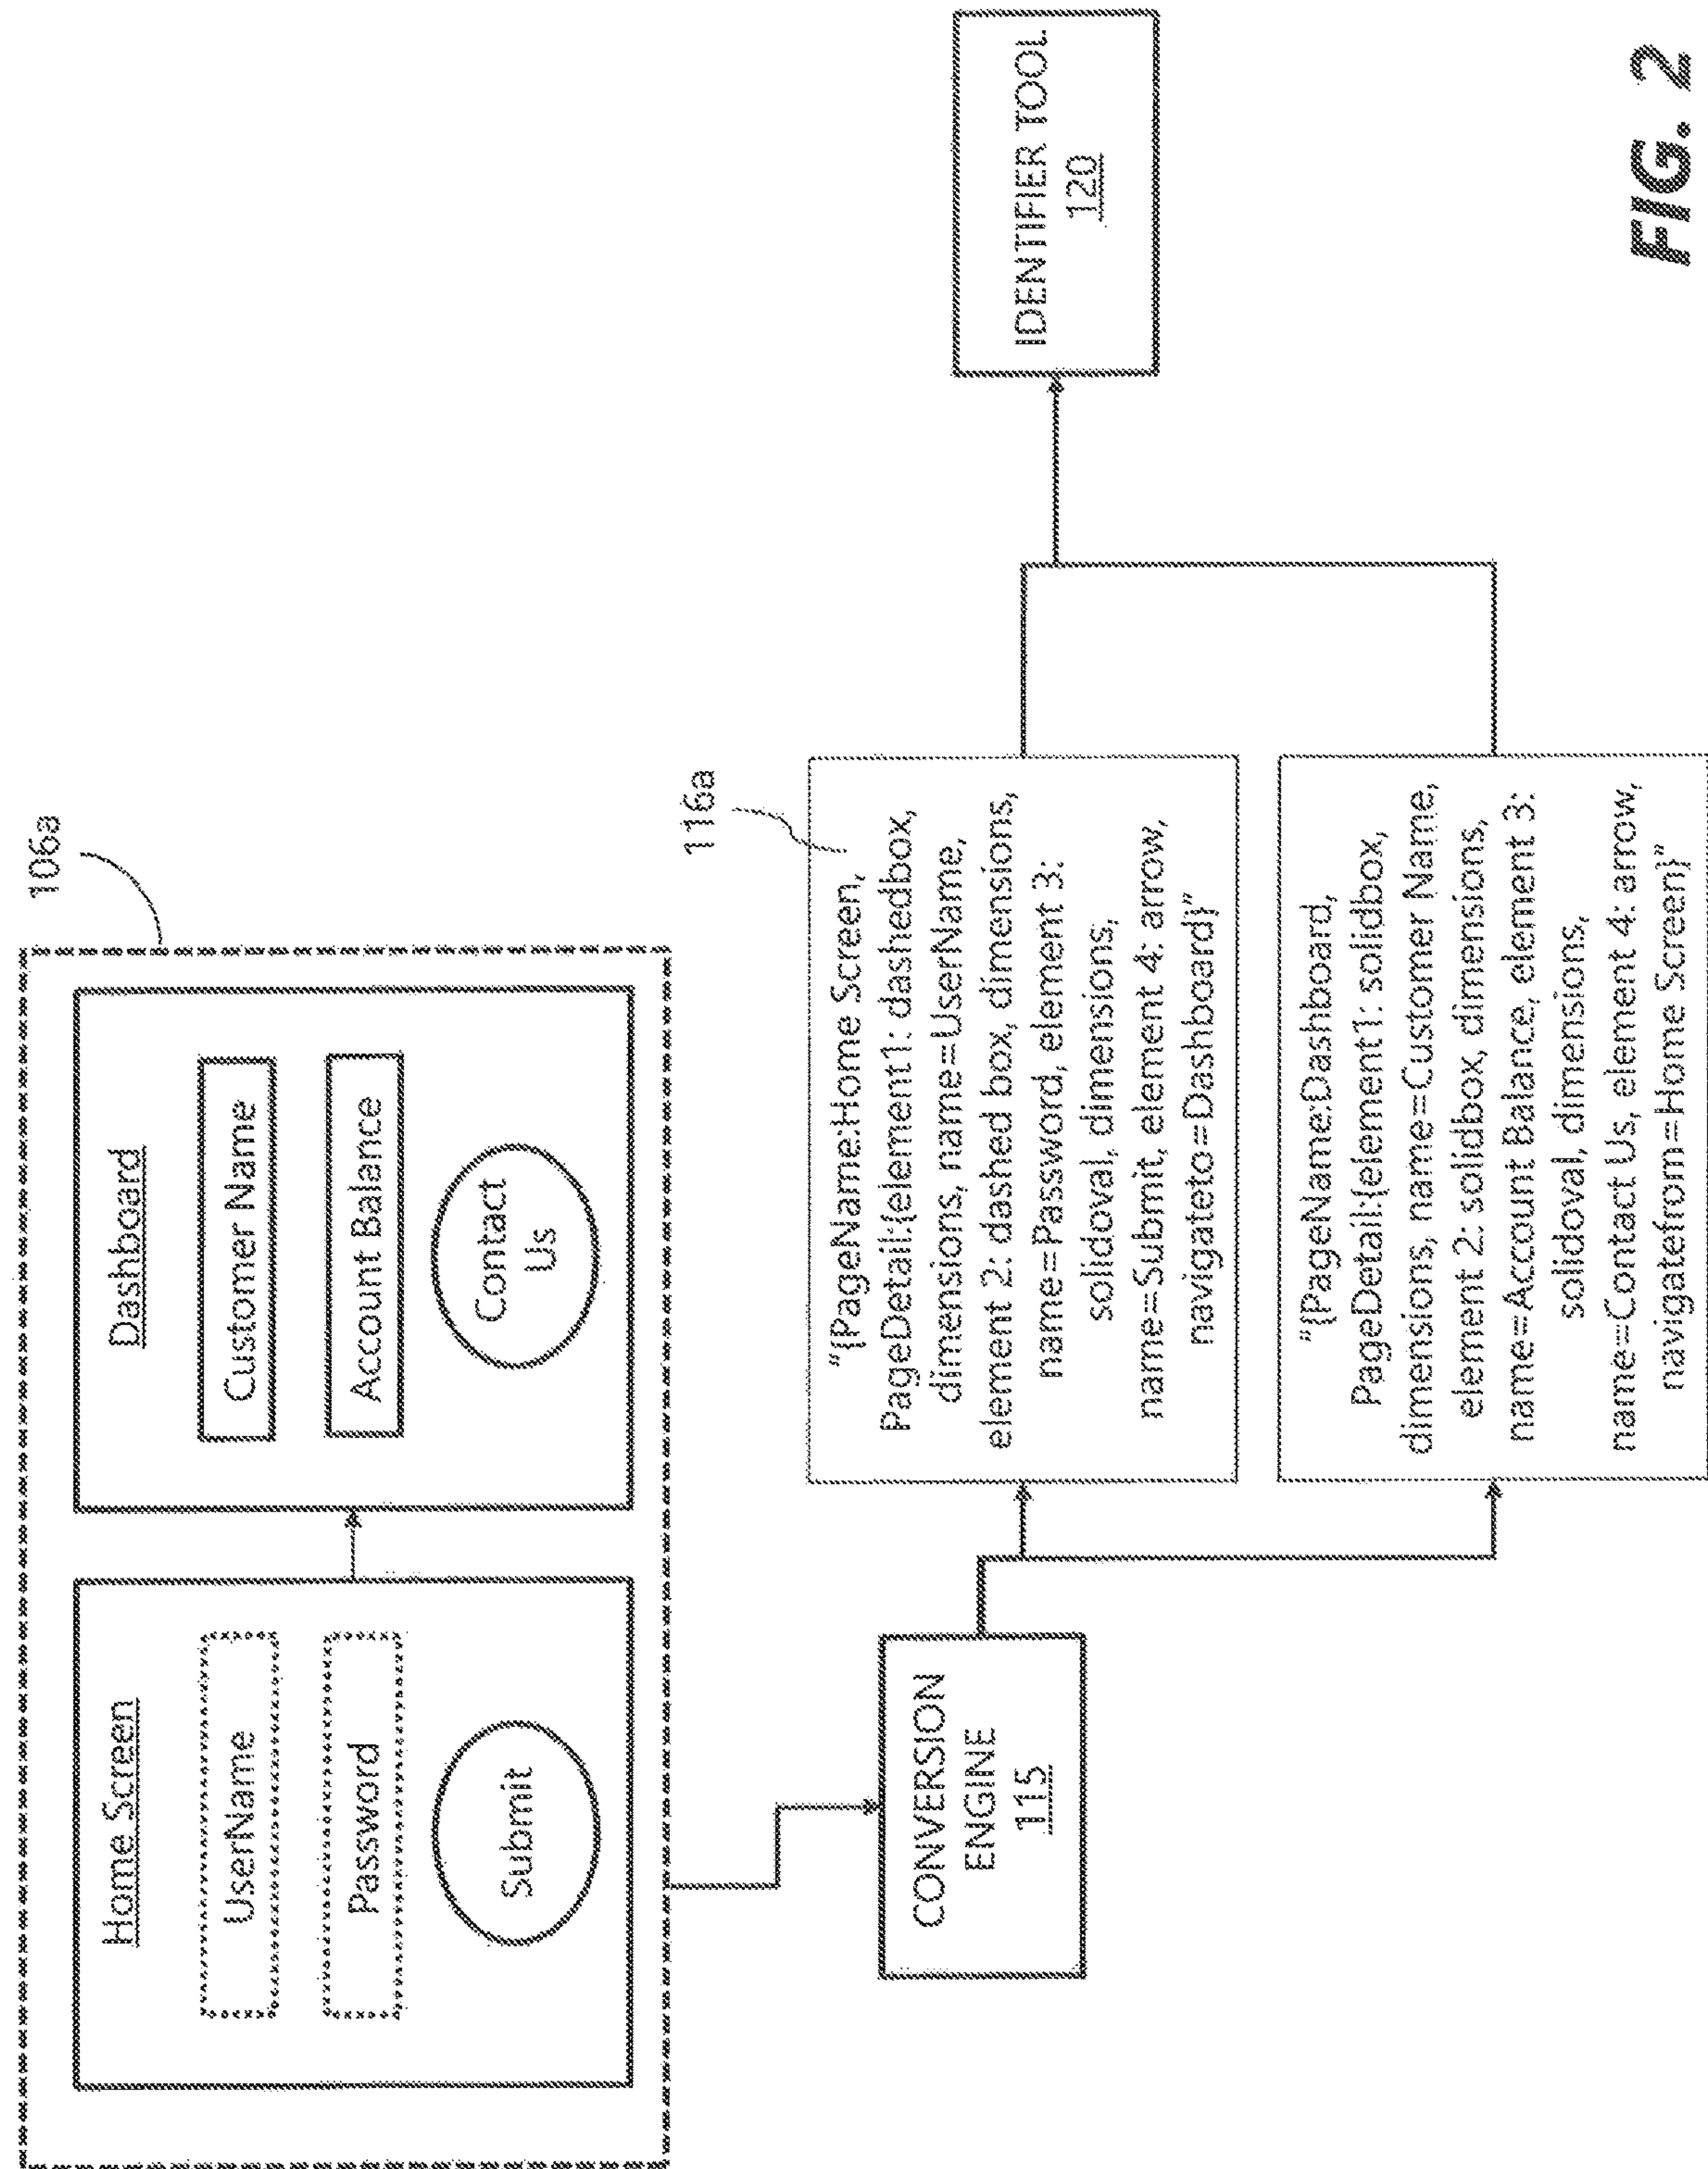 106a
Home Screen
UserName
Password
Submit
Dashboard
Customer Name
Account Balance
Contact
Us
CONVERSION
ENGINE
115
116a
"{PageName:Home Screen,
PageDetail:{element1: dashedbox,
dimensions, name=UserName,
element 2: dashed box, dimensions,
name=Password, element 3:
solidoval, dimensions,
name=Submit, element 4: arrow,
navigateto=Dashboard}"
"{PageName:Dashboard,
PageDetail:{element1: solidbox,
dimensions, name=Customer Name,
element 2: solidbox, dimensions,
name=Account Balance, element 3:
solidoval, dimensions,
name=Contact Us, element 4: arrow,
navigatefrom=Home Screen}"
IDENTIFIER TOOL
120
FIG. 2